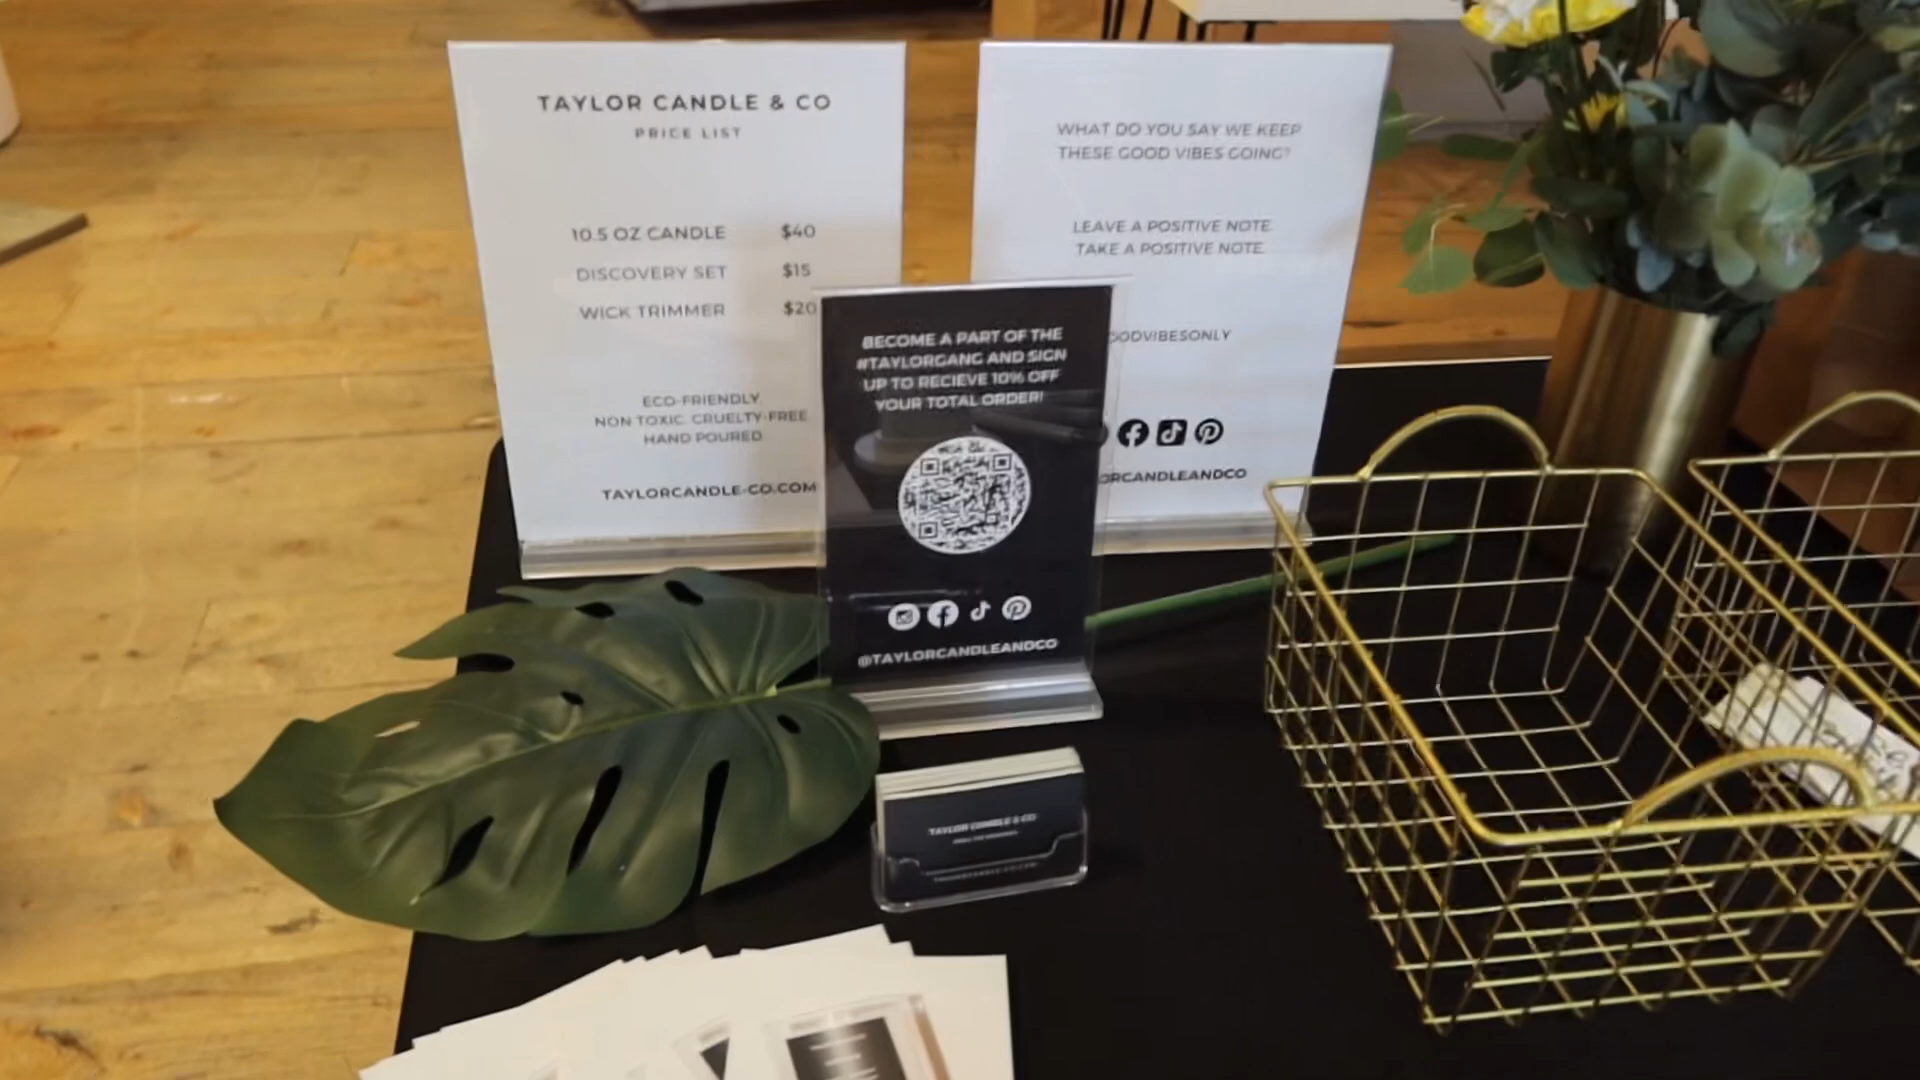 TAYLOR CANDLE & CO
PRICE LIST
10.5 OZ CANDLE $40
DISCOVERY SET $15
WICK TRIMMER $20
ECO-FRIENDLY
NON TOXIC. CRUELTY-FREE
HAND POURED
TAYLORCANDLE-CO.COM
WHAT DO YOU SAY WE KEEP
THESE GOOD VIBES GOING?
LEAVE A POSITIVE NOTE.
TAKE A POSITIVE NOTE.
OODVIBESONLY
ORCANDLEANDCO
BECOME A PART OF THE
#TAYLORGANG AND SIGN
UP TO RECIEVE 10% OFF
YOUR TOTAL ORDER!
@TAYLORCANDLEANDCO
TAYLOR CANDLE & CO